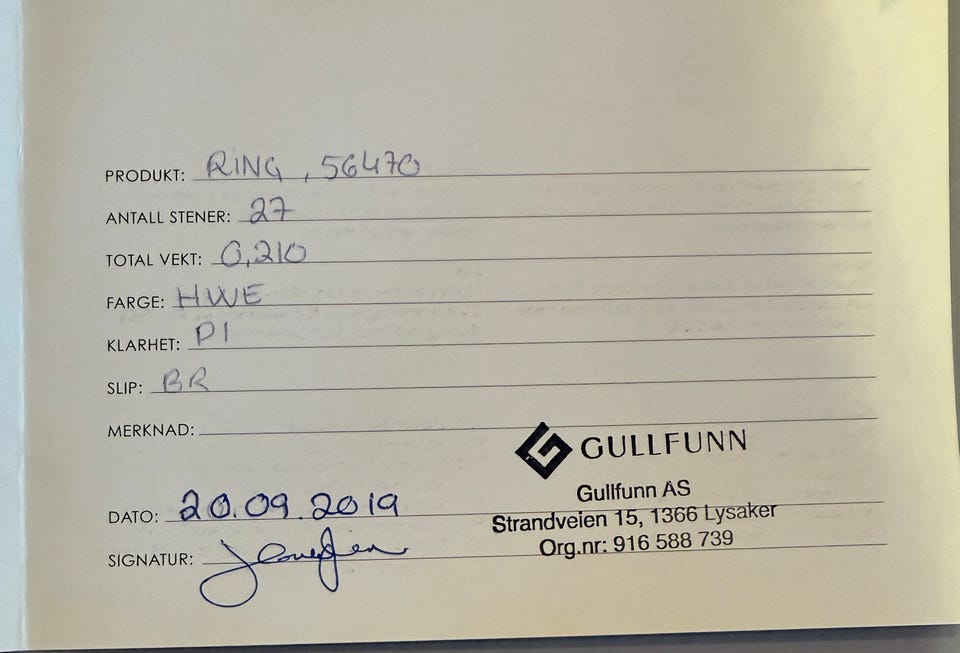 PRODUKT: RING, 56470
ANTALL STENER: 27
TOTAL VEKT: 0,210
FARGE: HWE
KLARHET: PI
SLIP: BR
MERKNAD:
GULLFUNN
Gullfunn AS
DATO: 20.09.2019
Strandveien 15, 1366 Lysaker
Org.nr: 916 588 739
SIGNATUR: